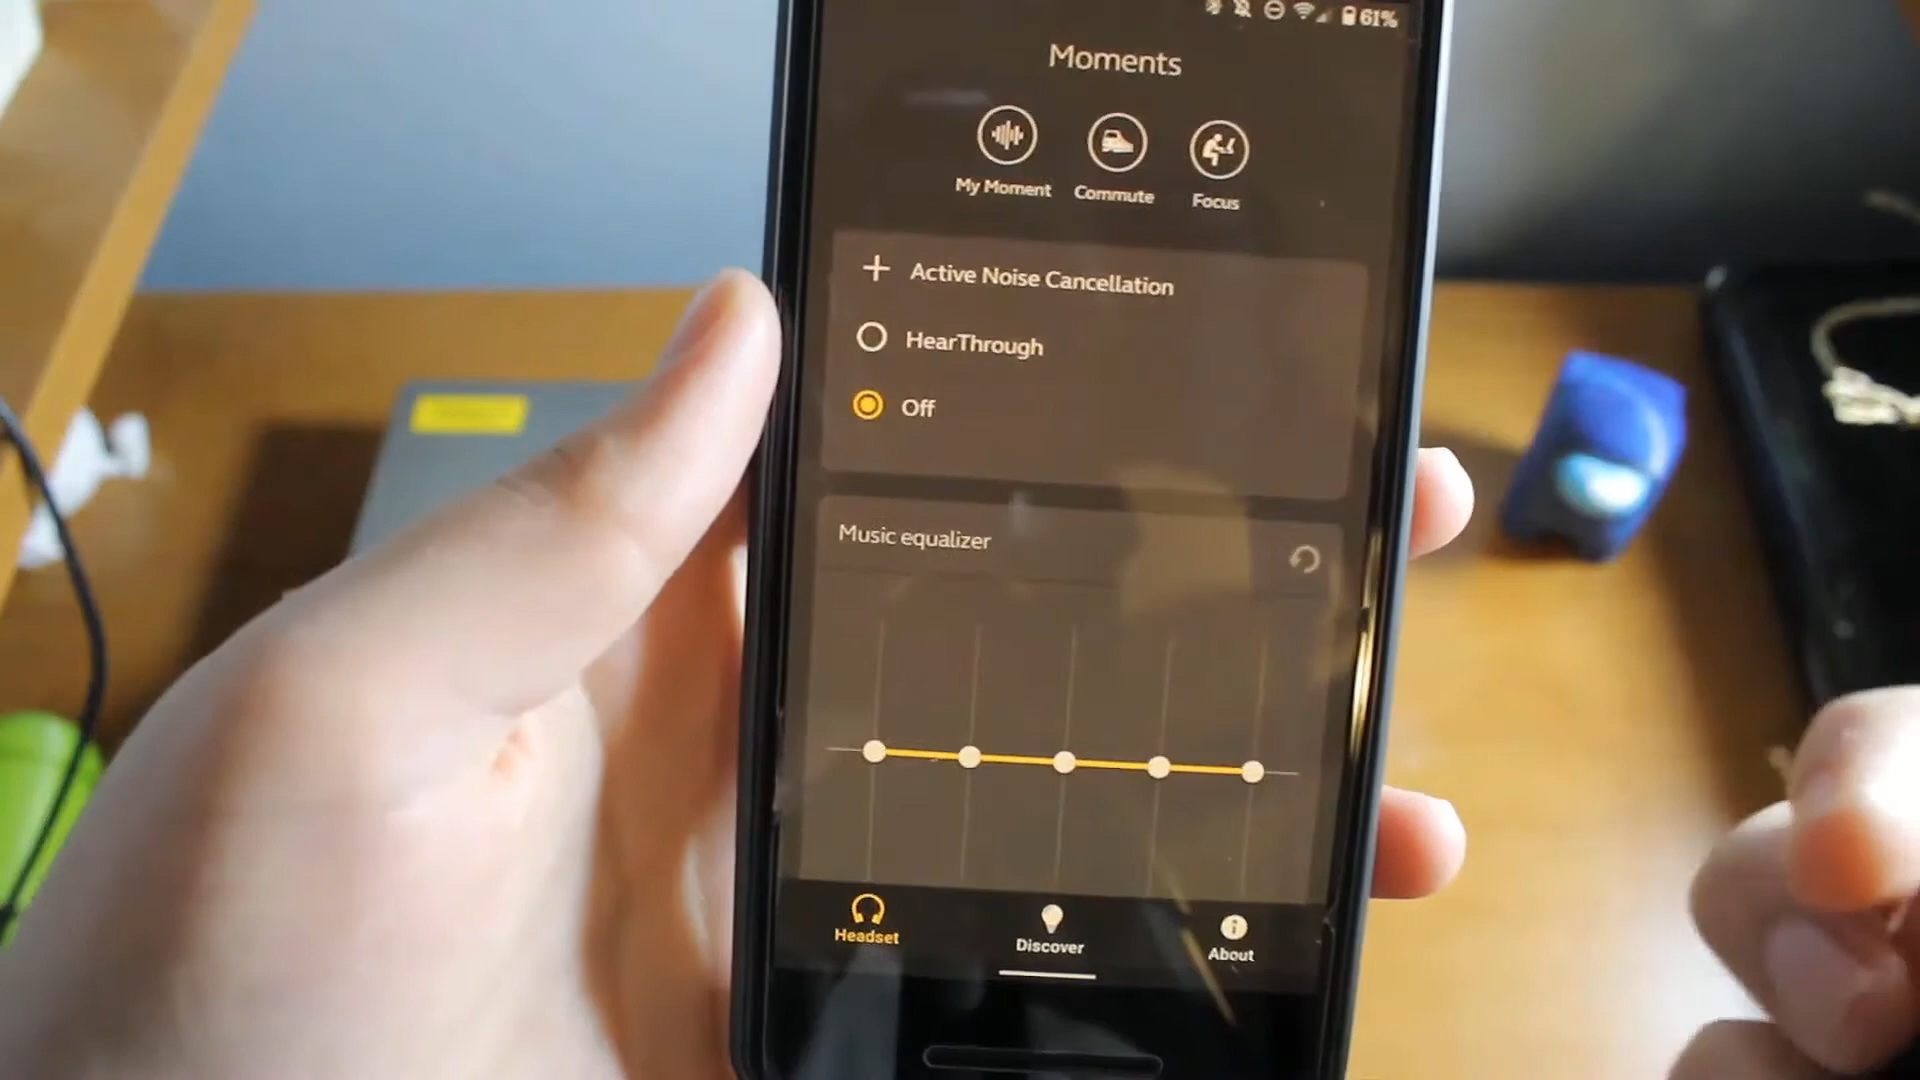 61%
Moments
My Moment Commute Focus
Active Noise Cancellation
HearThrough
Off
Music equalizer
Headset Discover About